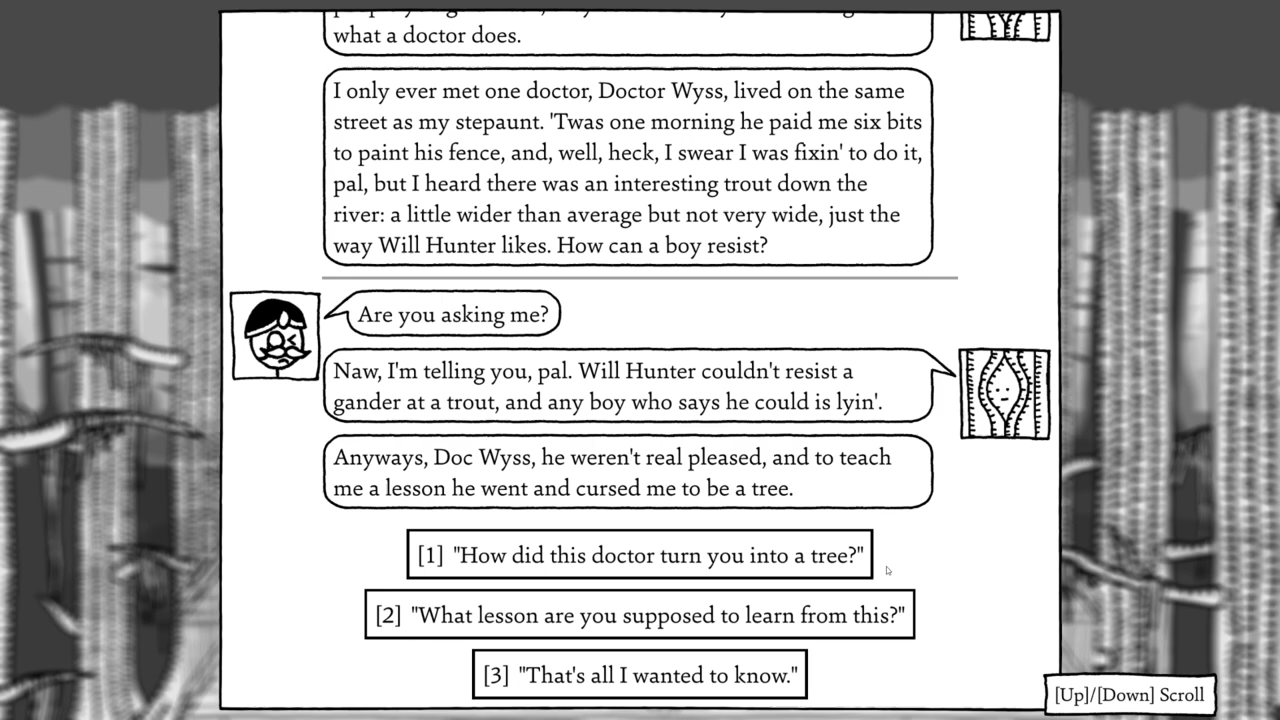 what a doctor does.
I only ever met one doctor, Doctor Wyss, lived on the same
street as my stepaunt. 'Twas one morning he paid me six bits
to paint his fence, and, well, heck, I swear I was fixin' to do it,
pal, but I heard there was an interesting trout down the
river: a little wider than average but not very wide, just the
way Will Hunter likes. How can a boy resist?
Are you asking me?
Naw, I'm telling you, pal. Will Hunter couldn't resist a
gander at a trout, and any boy who says he could is lyin'.
Anyways, Doc Wyss, he weren't real pleased, and to teach
me a lesson he went and cursed me to be a tree.
[1] "How did this doctor turn you into a tree?"
[2] "What lesson are you supposed to learn from this?"
[3] "That's all I wanted to know."
[Up]/[Down] Scroll